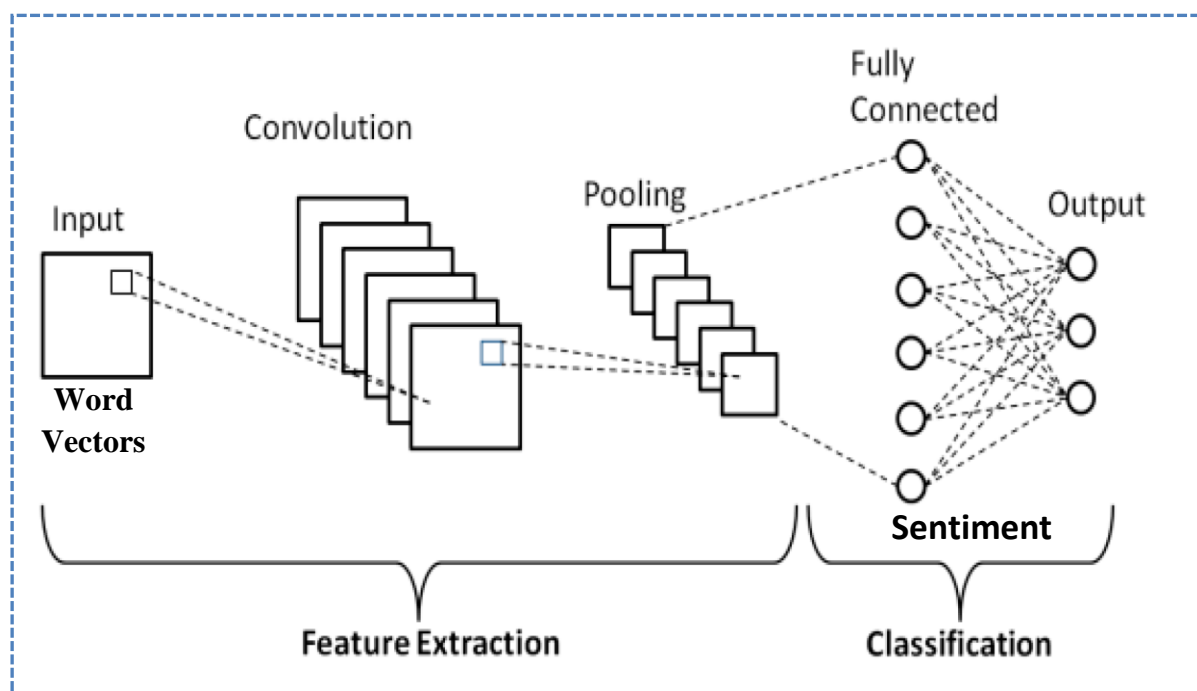 Input
Word
Vectors
Convolution
Pooling
Fully
Connected
Output
Sentiment
Feature Extraction
Classification